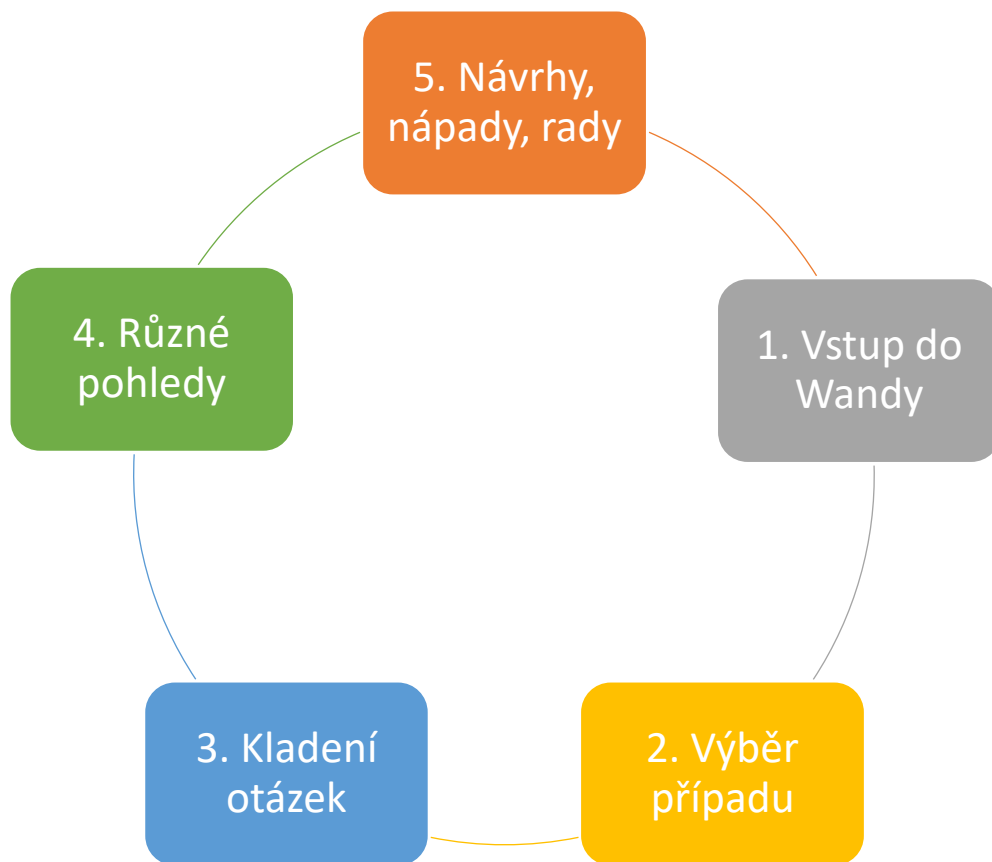 5. Návrhy,
nápady, rady
1. Vstup do
Wandy
2. Výběr
případu
3. Kladení
otázek
4. Různé
pohledy